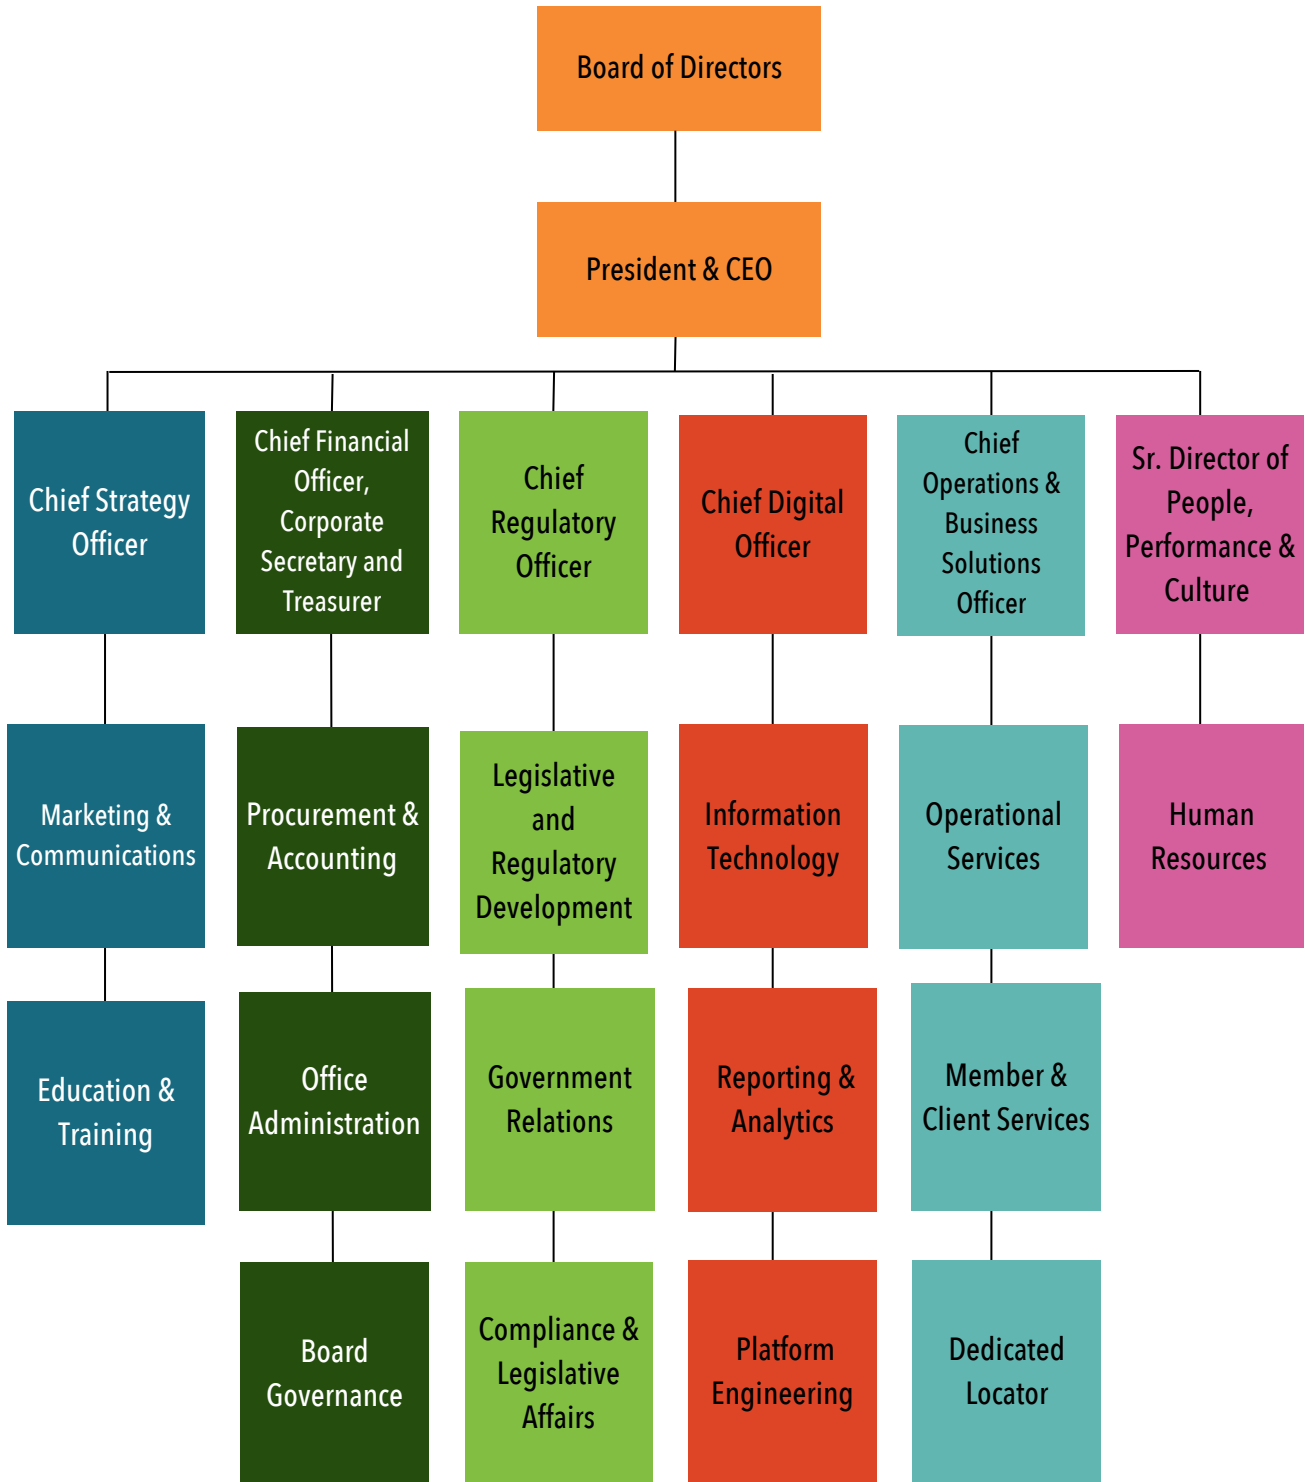 Board of Directors
President & CEO
Chief Strategy
Officer
Chief Financial
Officer,
Corporate
Secretary and
Treasurer
Chief
Regulatory
Officer
Chief Digital
Officer
Chief
Operations &
Business
Solutions
Officer
Sr. Director of
People,
Performance &
Culture
Marketing &
Communications
Procurement &
Accounting
Legislative
and
Regulatory
Development
Information
Technology
Operational
Services
Human
Resources
Education &
Training
Office
Administration
Government
Relations
Reporting &
Analytics
Member &
Client Services
Board
Governance
Compliance &
Legislative
Affairs
Platform
Engineering
Dedicated
Locator